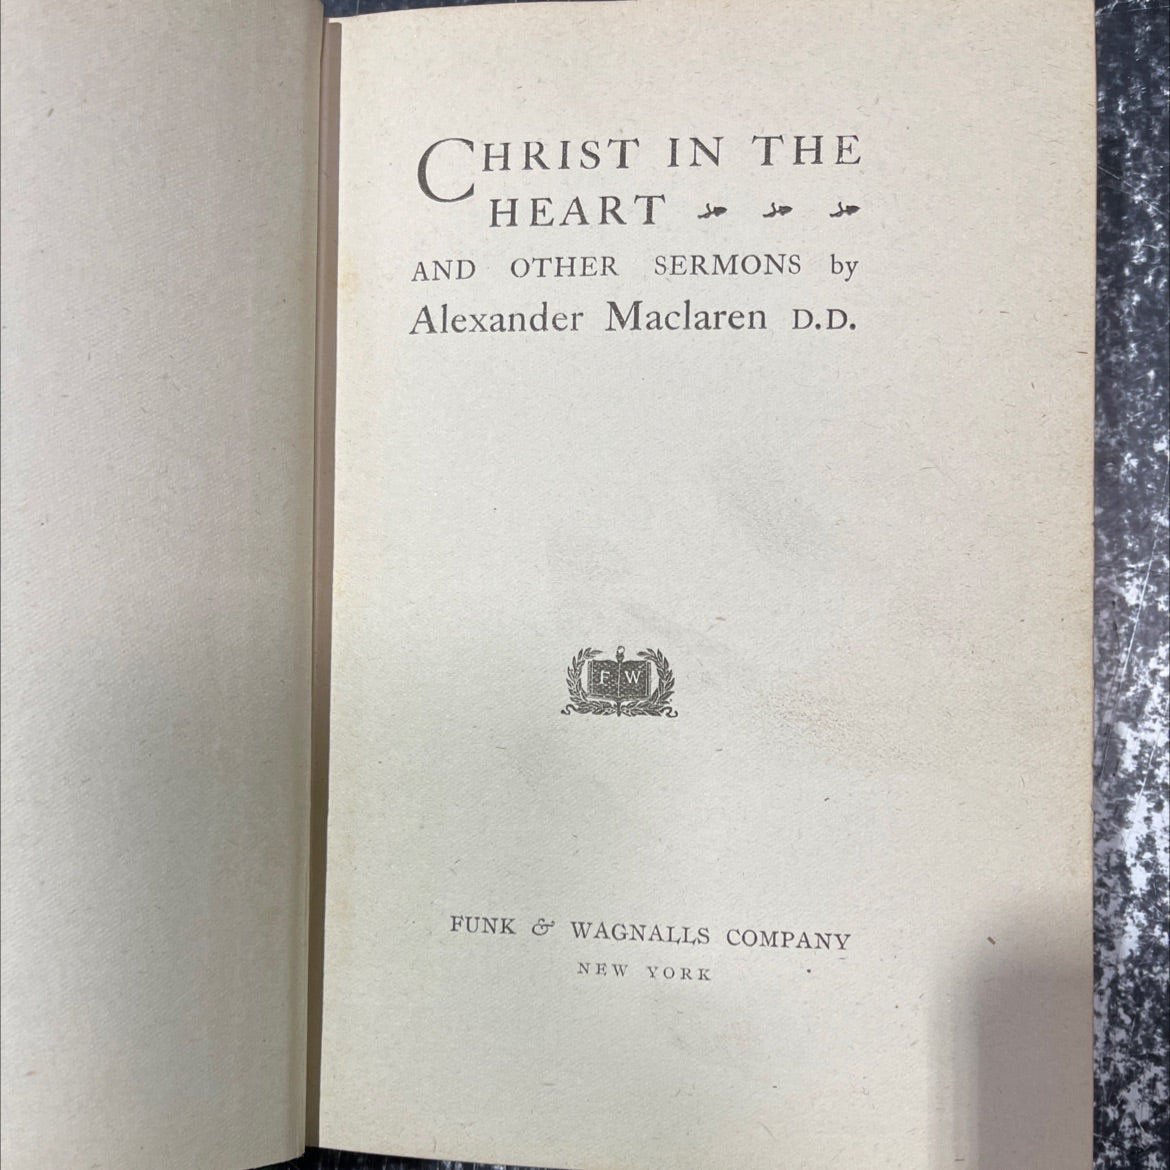 CHRIST IN THE
HEART
AND OTHER SERMONS by
Alexander Maclaren D.D.
F W
FUNK & WAGNALLS COMPANY
NEW YORK